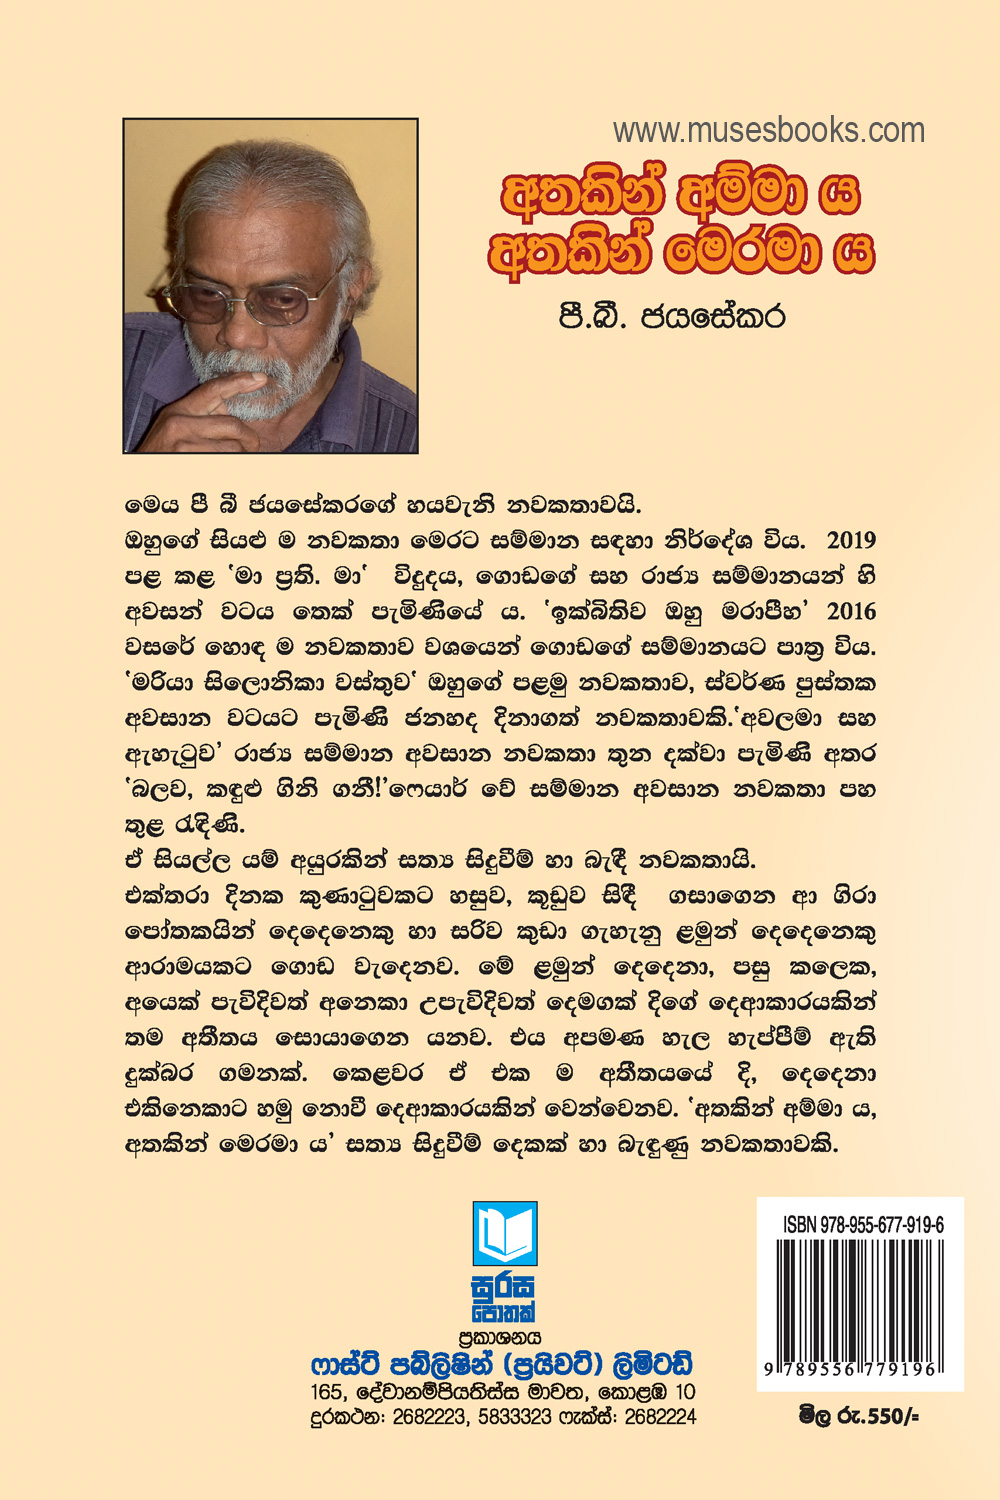 www.musesbooks.com
අතකින් අම්මා ය
අතකින් මෙරමා ය
පී.බී. ජයසේකර
මෙය පී බී ජයසේකරගේ හයවැනි නවකතාවයි.
ඔහුගේ සියළු ම නවකතා මෙරට සම්මාන සඳහා නිර්දේශ විය. 2019
පළ කළ ‘මා ප්‍රති. මා‘ විදුදය, ගොඩගේ සහ රාජ්‍ය සම්මානයන් හි
අවසන් වටය තෙක් පැමිණියේ ය. ‘ඉක්බිතිව ඔහු මරාපීහ’ 2016
වසරේ හොඳ ම නවකතාව වශයෙන් ගොඩගේ සම්මානයට පාත්‍ර විය.
‘මරියා සිලොනිකා වස්තුව‘ ඔහුගේ පළමු නවකතාව, ස්වර්ණ පුස්තක
අවසාන වටයට පැමිණි ජනහද දිනාගත් නවකතාවකි.‘අවලමා සහ
ඇහැටුව’ රාජ්‍ය සම්මාන අවසාන නවකතා තුන දක්වා පැමිණි අතර
‘බලව, කඳුළු ගිනි ගනී!’ෆෙයාර් වේ සම්මාන අවසාන නවකතා පහ
තුළ රැඳිණි.
ඒ සියල්ල යම් අයුරකින් සත්‍ය සිදුවීම් හා බැඳී නවකතායි.
එක්තරා දිනක කුණාටුවකට හසුව, කූඩුව සිඳී ගසාගෙන ආ ගිරා
පෝතකයින් දෙදෙනෙකු හා සරිව කුඩා ගැහැනු ළමුන් දෙදෙනෙකු
ආරාමයකට ගොඩ වැදෙනව. මේ ළමුන් දෙදෙනා, පසු කලෙක,
අයෙක් පැවිදිවත් අනෙකා උපැවිදිවත් දෙමගක් දිගේ දෙආකාරයකින්
තම අතීතය සොයාගෙන යනව. එය අපමණ හැල හැප්පීම් ඇති
දුක්බර ගමනක්. කෙළවර ඒ එක ම අතීතයයේ දි, දෙදෙනා
එකිනෙකාට හමු නොවී දෙආකාරයකින් වෙන්වෙනව. ‘අතකින් අම්මා ය,
අතකින් මෙරමා ය’ සත්‍ය සිදුවීම් දෙකක් හා බැඳුණු නවකතාවකි.
සුරස
පොතක්
ප්‍රකාශනය
ෆාස්ට් පබ්ලිෂින් (ප්‍රයිවට්) ලිමිටඩ්
165, දේවානම්පියතිස්ස මාවත, කොළඹ 10
දුරකථන: 2682223, 5833323 ෆැක්ස්: 2682224
ISBN 978-955-677-919-6
9 789556 779196
මිල රු.550/=